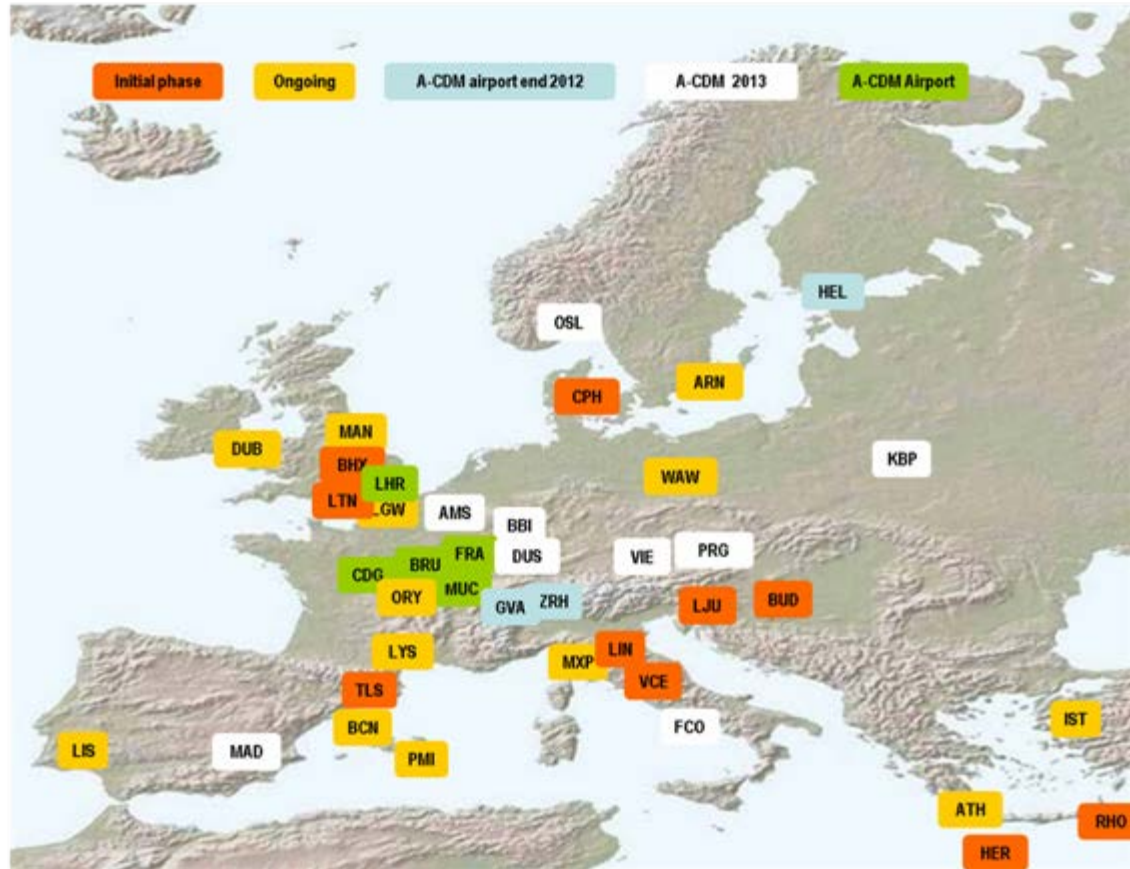 Initial phase
Ongoing
A-CDM airport end 2012
A-CDM 2013
A-CDM Airport
HEL
OSL
ARN
CPH
MAN
DUB
BHX
KBP
LHR
WAW
LTN
LGW
AMS
BBI
FRA
DUS
VIE
PRG
BRU
CDG
MUC
ORY
GVA
ZRH
LJU
BUD
LYS
LIN
MXP
TLS
VCE
BCN
FCO
IST
LIS
MAD
PMI
ATH
RHO
HER